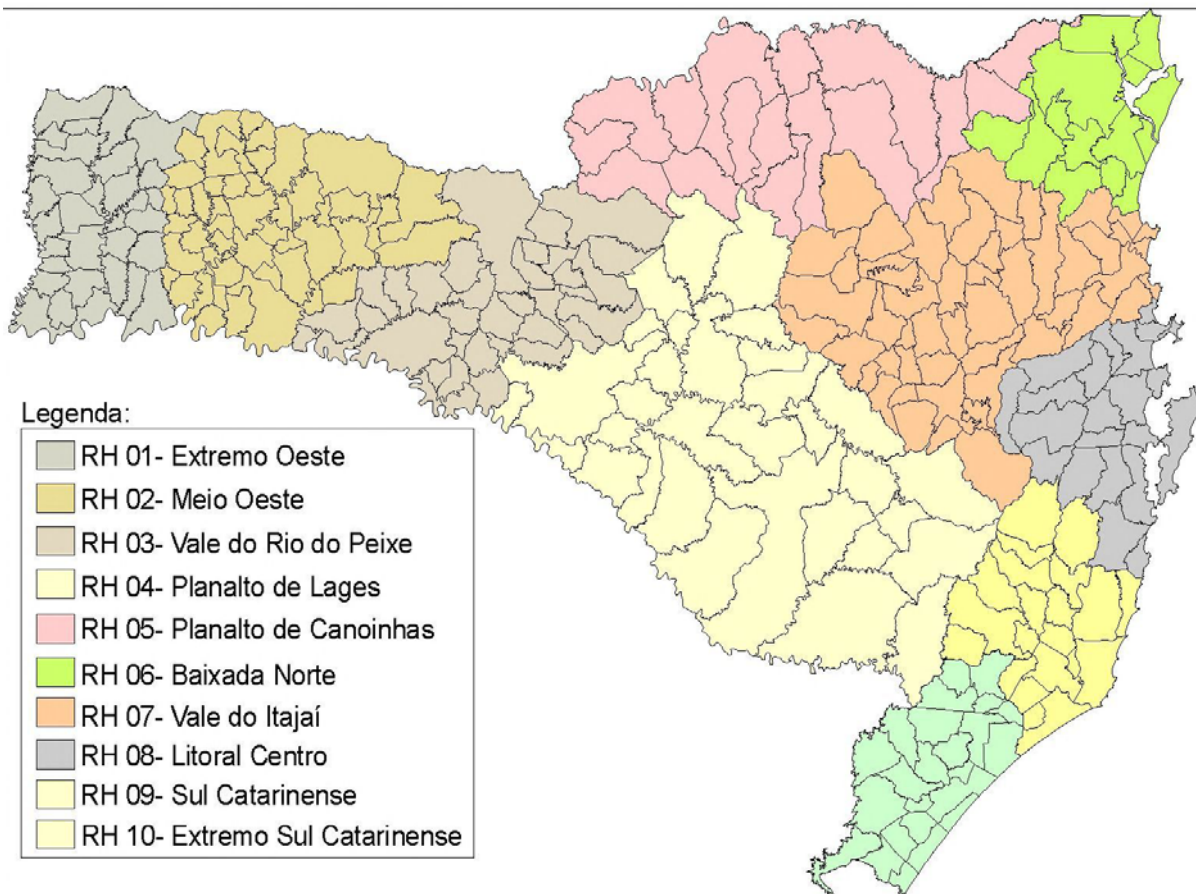 Legenda:
RH 01- Extremo Oeste
RH 02- Meio Oeste
RH 03- Vale do Rio do Peixe
RH 04- Planalto de Lages
RH 05- Planalto de Canoinhas
RH 06- Baixada Norte
RH 07- Vale do Itajaí
RH 08- Litoral Centro
RH 09- Sul Catarinense
RH 10- Extremo Sul Catarinense